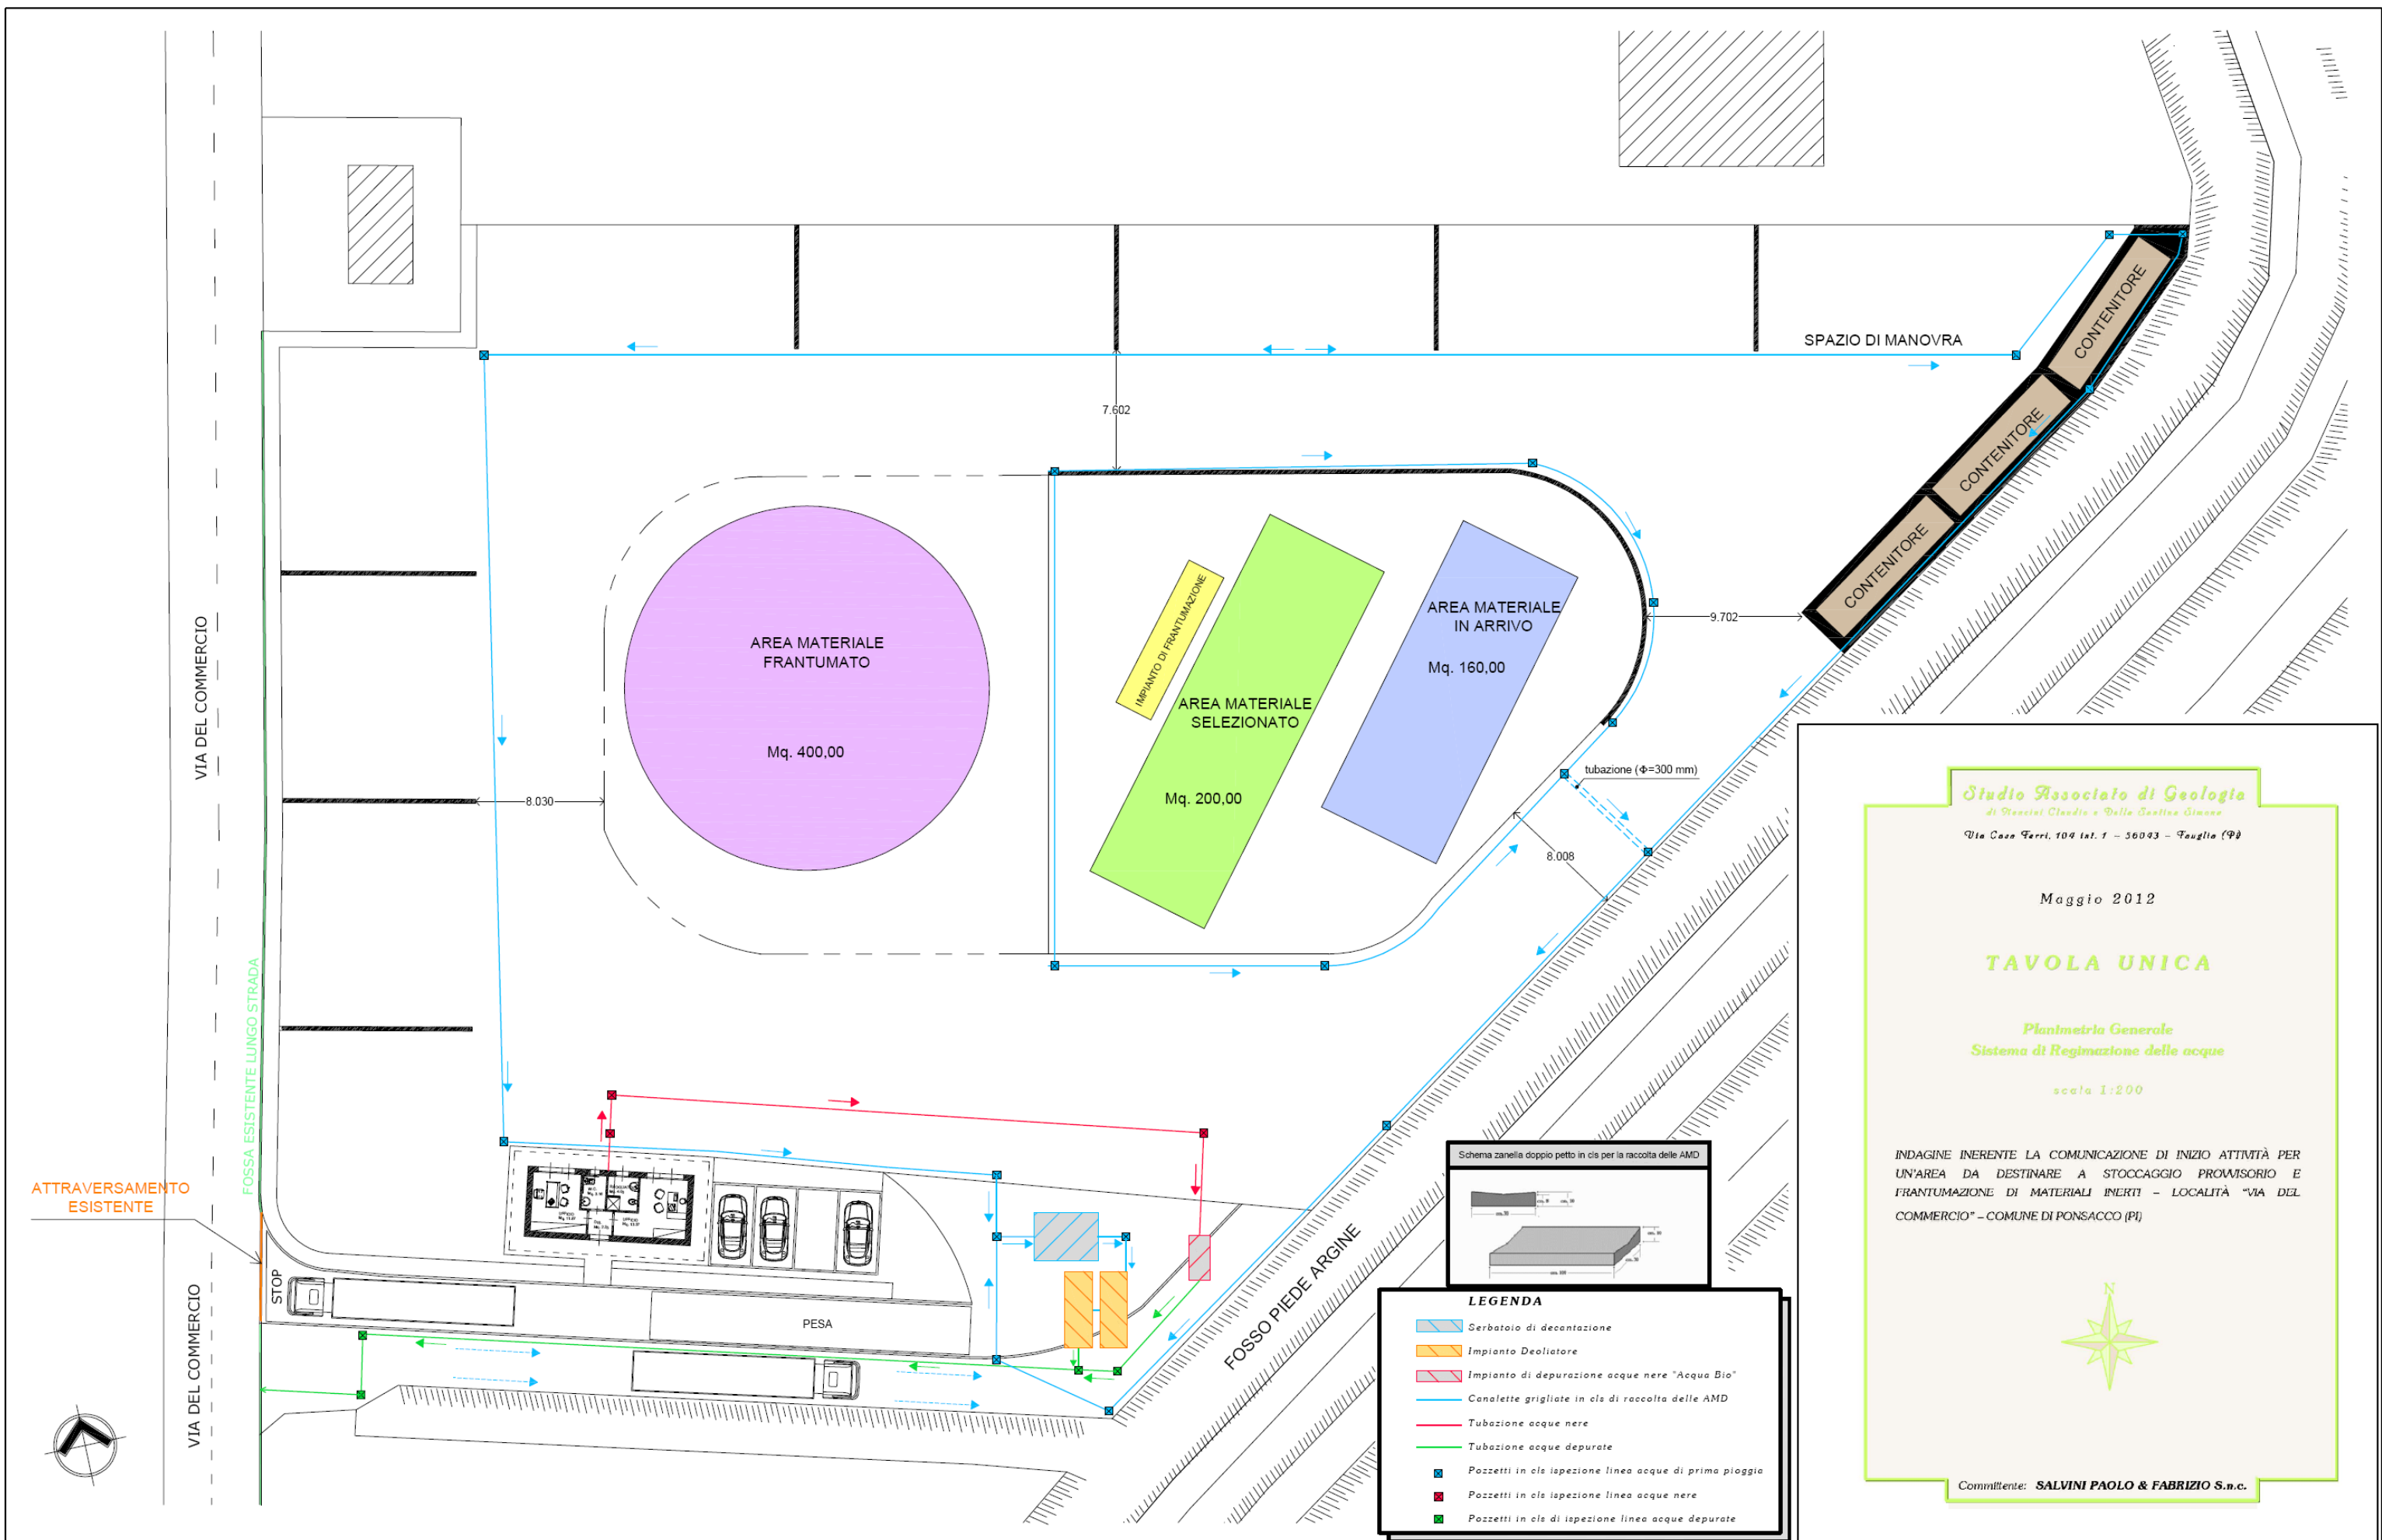 SPAZIO DI MANOVRA
CONTENITORE
CONTENITORE
CONTENITORE
7.602
9.702
8.030
8.008
VIA DEL COMMERCIO
AREA MATERIALE
FRANTUMATO
Mq. 400,00
IMPIANTO DI FRANTUMAZIONE
AREA MATERIALE
SELEZIONATO
Mq. 200,00
AREA MATERIALE
IN ARRIVO
Mq. 160,00
tubazione (Φ=300 mm)
FOSSA ESISTENTE LUNGO STRADA
ATTRAVERSAMENTO
ESISTENTE
STOP
VIA DEL COMMERCIO
PESA
FOSSO PIEDE ARGINE
Schema zanella doppio petto in cls per la raccolta delle AMD
LEGENDA
Serbatoio di decantazione
Impianto Deoliatore
Impianto di depurazione acque nere "Acqua Bio"
Canalette grigliate in cls di raccolta delle AMD
Tubazione acque nere
Tubazione acque depurate
Pozzetti in cls ispezione linea acque di prima pioggia
Pozzetti in cls ispezione linea acque nere
Pozzetti in cls di ispezione linea acque depurate
Studio Associato di Geologia
Via Casa Ferri, 104 int. 1 – 56043 – Fauglia (PI)
Maggio 2012
TAVOLA UNICA
Planimetria Generale
Sistema di Regimazione delle acque
scala 1:200
INDAGINE INERENTE LA COMUNICAZIONE DI INIZIO ATTIVITÀ PER
UN'AREA DA DESTINARE A STOCCAGGIO PROVVISORIO E
FRANTUMAZIONE DI MATERIALI INERTI – LOCALITÀ "VIA DEL
COMMERCIO" – COMUNE DI PONSACCO (PI)
N
Committente: SALVINI PAOLO & FABRIZIO S.n.c.